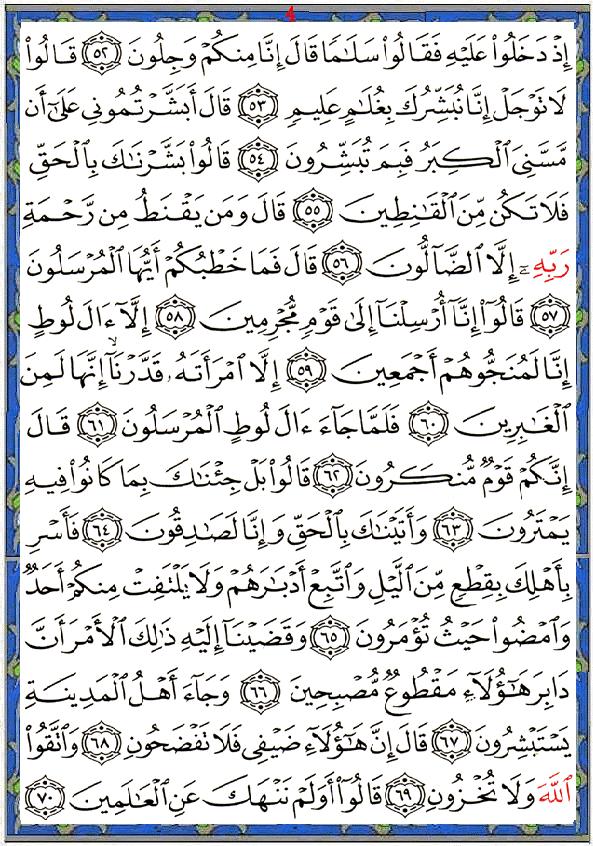 4
إِذْ دَخَلُوا۟ عَلَيْهِ فَقَالُوا۟ سَلَـٰمًا قَالَ إِنَّا مِنكُمْ وَجِلُونَ ٥٢ قَالُوا۟
لَا تَوْجَلْ إِنَّا نُبَشِّرُكَ بِغُلَـٰمٍ عَلِيمٍ ٥٣ قَالَ أَبَشَّرْتُمُونِى عَلَىٰٓ أَن
مَّسَّنِىَ ٱلْكِبَرُ فَبِمَ تُبَشِّرُونَ ٥٤ قَالُوا۟ بَشَّرْنَـٰكَ بِٱلْحَقِّ
فَلَا تَكُن مِّنَ ٱلْقَـٰنِطِينَ ٥٥ قَالَ وَمَن يَقْنَطُ مِن رَّحْمَةِ
رَبِّهِۦٓ إِلَّا ٱلضَّآلُّونَ ٥٦ قَالَ فَمَا خَطْبُكُمْ أَيُّهَا ٱلْمُرْسَلُونَ
٥٧ قَالُوٓا۟ إِنَّآ أُرْسِلْنَآ إِلَىٰ قَوْمٍ مُّجْرِمِينَ ٥٨ إِلَّآ ءَالَ لُوطٍ
إِنَّا لَمُنَجُّوهُمْ أَجْمَعِينَ ٥٩ إِلَّا ٱمْرَأَتَهُۥ قَدَّرْنَآ ۙ إِنَّهَا لَمِنَ
ٱلْغَـٰبِرِينَ ٦٠ فَلَمَّا جَآءَ ءَالَ لُوطٍ ٱلْمُرْسَلُونَ ٦١ قَالَ
إِنَّكُمْ قَوْمٌ مُّنكَرُونَ ٦٢ قَالُوا۟ بَلْ جِئْنَـٰكَ بِمَا كَانُوا۟ فِيهِ
يَمْتَرُونَ ٦٣ وَأَتَيْنَـٰكَ بِٱلْحَقِّ وَإِنَّا لَصَـٰدِقُونَ ٦٤ فَأَسْرِ
بِأَهْلِكَ بِقِطْعٍ مِّنَ ٱلَّيْلِ وَٱتَّبِعْ أَدْبَـٰرَهُمْ وَلَا يَلْتَفِتْ مِنكُمْ أَحَدٌ
وَٱمْضُوا۟ حَيْثُ تُؤْمَرُونَ ٦٥ وَقَضَيْنَآ إِلَيْهِ ذَٰلِكَ ٱلْأَمْرَ أَنَّ
دَابِرَ هَـٰٓؤُلَآءِ مَقْطُوعٌ مُّصْبِحِينَ ٦٦ وَجَآءَ أَهْلُ ٱلْمَدِينَةِ
يَسْتَبْشِرُونَ ٦٧ قَالَ إِنَّ هَـٰٓؤُلَآءِ ضَيْفِى فَلَا تَفْضَحُونِ ٦٨ وَٱتَّقُوا۟
ٱللَّهَ وَلَا تُخْزُونِ ٦٩ قَالُوٓا۟ أَوَلَمْ نَنْهَكَ عَنِ ٱلْعَـٰلَمِينَ ٧٠